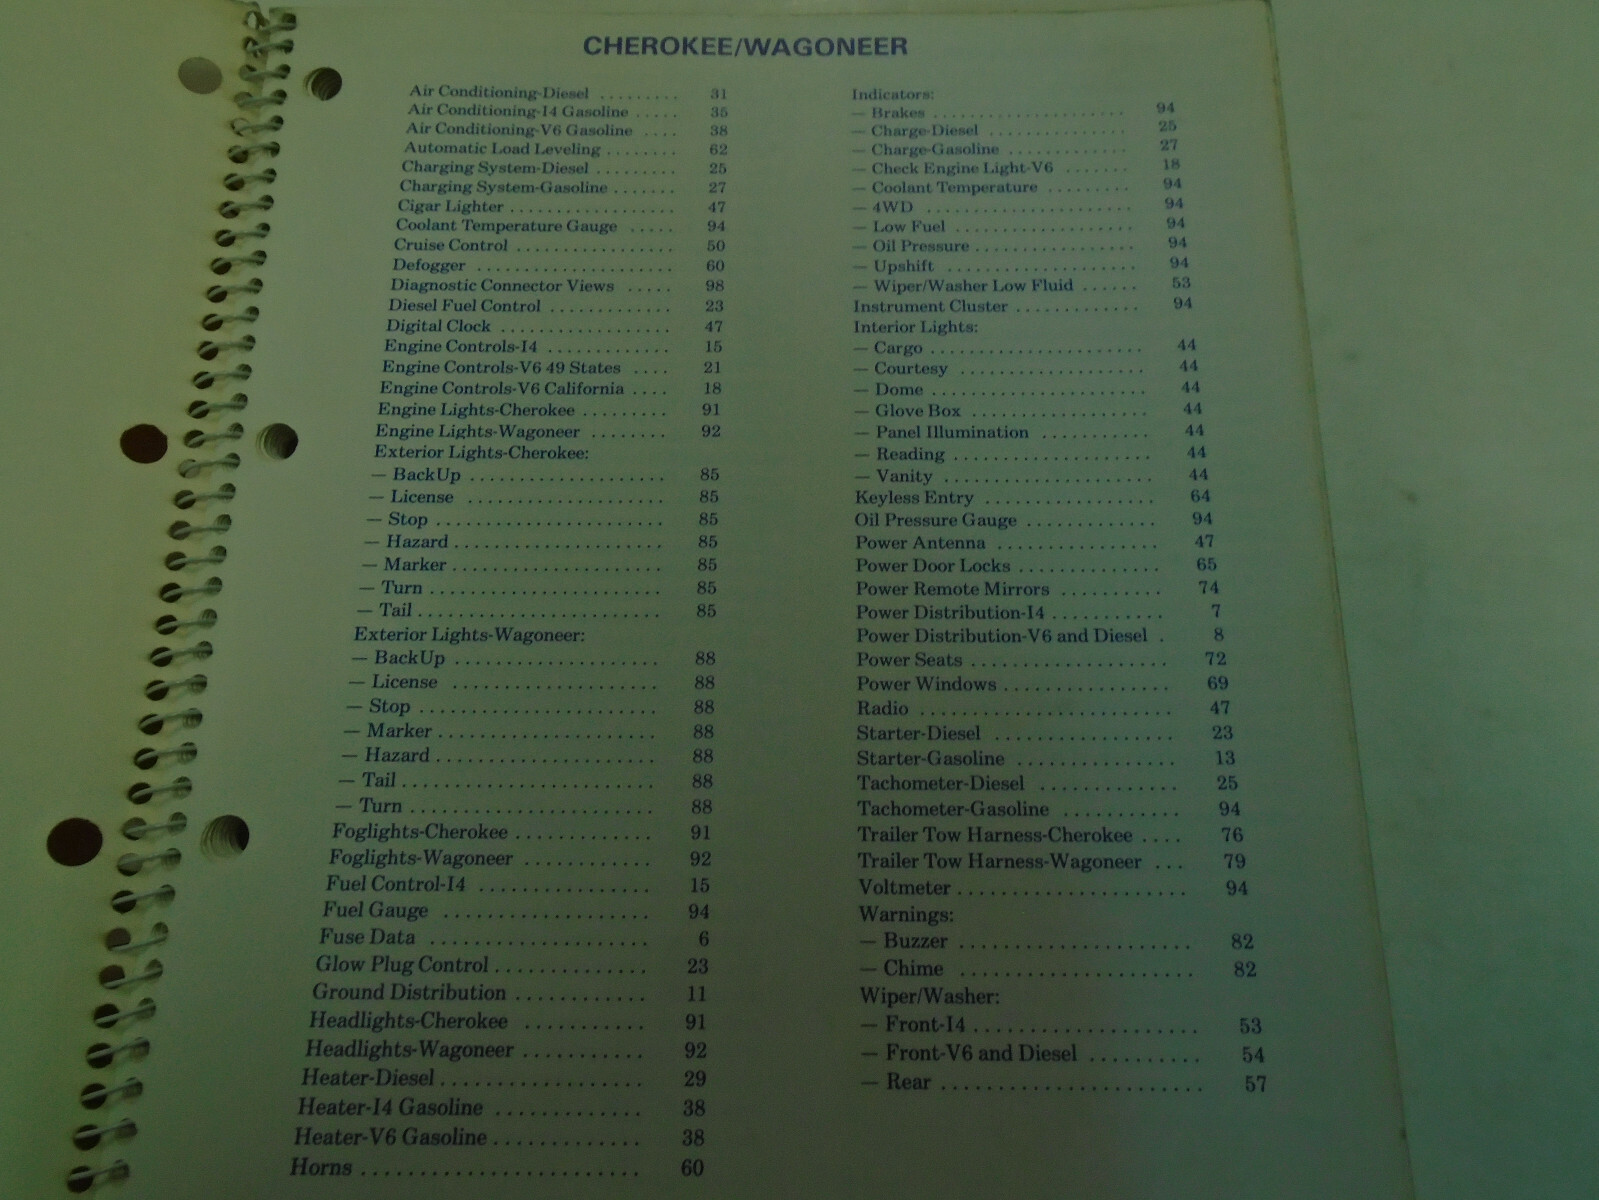 CHEROKEE/WAGONEER
Air Conditioning-Diesel ......... 31
Air Conditioning-I4 Gasoline ..... 35
Air Conditioning-V6 Gasoline .... 38
Automatic Load Leveling ........ 62
Charging System-Diesel ......... 25
Charging System-Gasoline ....... 27
Cigar Lighter .................. 47
Coolant Temperature Gauge ..... 94
Cruise Control ................. 50
Defogger ..................... 60
Diagnostic Connector Views ..... 98
Diesel Fuel Control ............. 23
Digital Clock .................. 47
Engine Controls-I4 ............. 15
Engine Controls-V6 49 States .... 21
Engine Controls-V6 California .... 18
Engine Lights-Cherokee ......... 91
Engine Lights-Wagoneer ........ 92
Exterior Lights-Cherokee:
— BackUp .................... 85
— License .................... 85
— Stop ....................... 85
— Hazard ..................... 85
— Marker ..................... 85
— Turn ....................... 85
— Tail ........................ 85
Exterior Lights-Wagoneer:
— BackUp .................... 88
— License .................... 88
— Stop ....................... 88
— Marker ..................... 88
— Hazard ..................... 88
— Tail ........................ 88
— Turn ....................... 88
Foglights-Cherokee ............. 91
Foglights-Wagoneer ............ 92
Fuel Control-I4 ................ 15
Fuel Gauge ................... 94
Fuse Data .................... 6
Glow Plug Control .............. 23
Ground Distribution ............ 11
Headlights-Cherokee ........... 91
Headlights-Wagoneer ........... 92
Heater-Diesel .................. 29
Heater-I4 Gasoline ............. 38
Heater-V6 Gasoline ............. 38
Horns ........................ 60
Indicators:
— Brakes ..................... 94
— Charge-Diesel ............... 25
— Charge-Gasoline ............. 27
— Check Engine Light-V6 ....... 18
— Coolant Temperature ......... 94
— 4WD ...................... 94
— Low Fuel ................... 94
— Oil Pressure ................. 94
— Upshift .................... 94
— Wiper/Washer Low Fluid ...... 53
Instrument Cluster ............. 94
Interior Lights:
— Cargo ...................... 44
— Courtesy ................... 44
— Dome ...................... 44
— Glove Box .................. 44
— Panel Illumination ........... 44
— Reading .................... 44
— Vanity ..................... 44
Keyless Entry ................. 64
Oil Pressure Gauge ............. 94
Power Antenna ................ 47
Power Door Locks .............. 65
Power Remote Mirrors .......... 74
Power Distribution-I4 ........... 7
Power Distribution-V6 and Diesel . 8
Power Seats ................... 72
Power Windows ................ 69
Radio ........................ 47
Starter-Diesel ................. 23
Starter-Gasoline ............... 13
Tachometer-Diesel ............. 25
Tachometer-Gasoline ........... 94
Trailer Tow Harness-Cherokee .... 76
Trailer Tow Harness-Wagoneer ... 79
Voltmeter ...................... 94
Warnings:
— Buzzer ..................... 82
— Chime ..................... 82
Wiper/Washer:
— Front-I4 .................... 53
— Front-V6 and Diesel .......... 54
— Rear ........................ 57